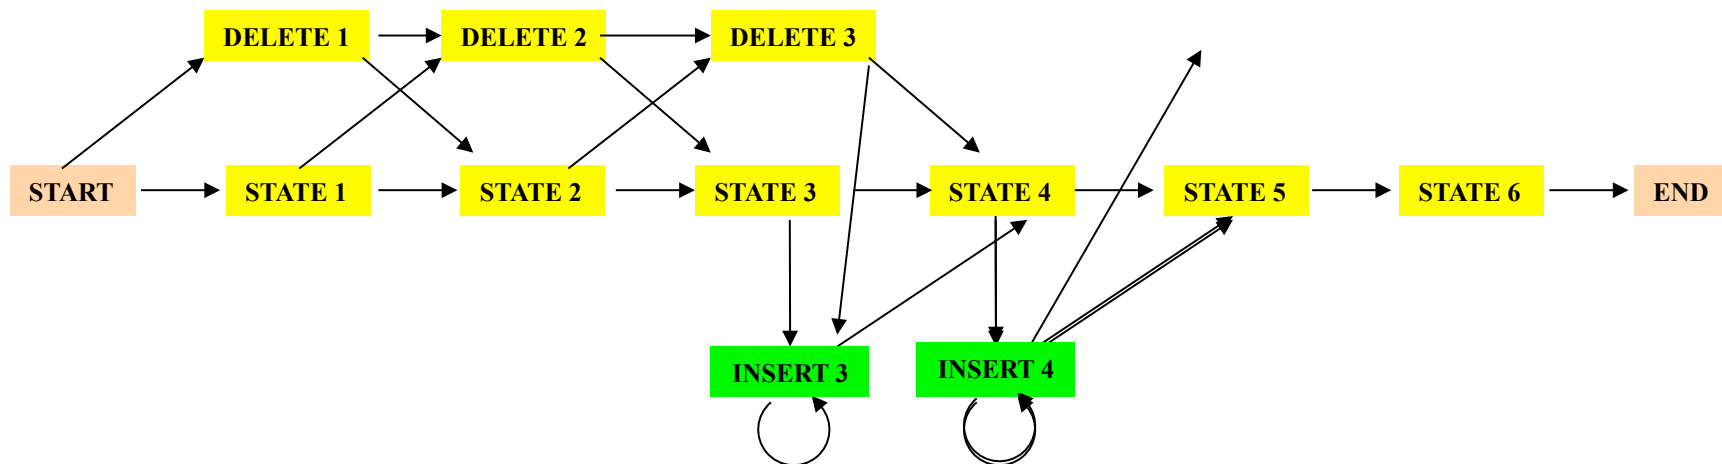 DELETE 1
DELETE 2
DELETE 3
START
STATE 1
STATE 2
STATE 3
STATE 4
STATE 5
STATE 6
END
INSERT 3
INSERT 4